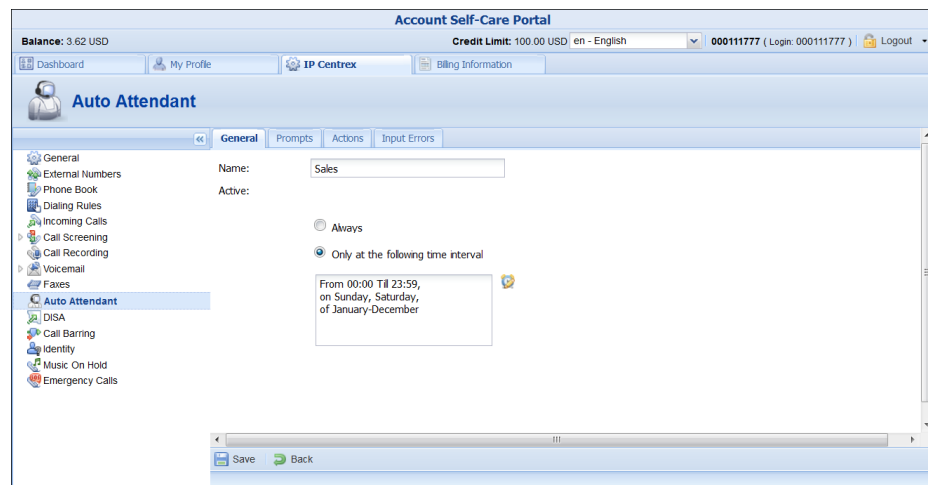 Account Self-Care Portal
Balance: 3.62 USD
Credit Limit: 100.00 USD en - English 000111777 ( Login: 000111777 ) Logout
Dashboard My Profile IP Centrex Billing Information
Auto Attendant
General Prompts Actions Input Errors
General
External Numbers
Phone Book
Dialing Rules
Incoming Calls
Call Screening
Call Recording
Voicemail
Faxes
Auto Attendant
DISA
Call Barring
Identity
Music On Hold
Emergency Calls
Name: Sales
Active:
Always
Only at the following time interval
From 00:00 Till 23:59,
on Sunday, Saturday,
of January-December
Save Back